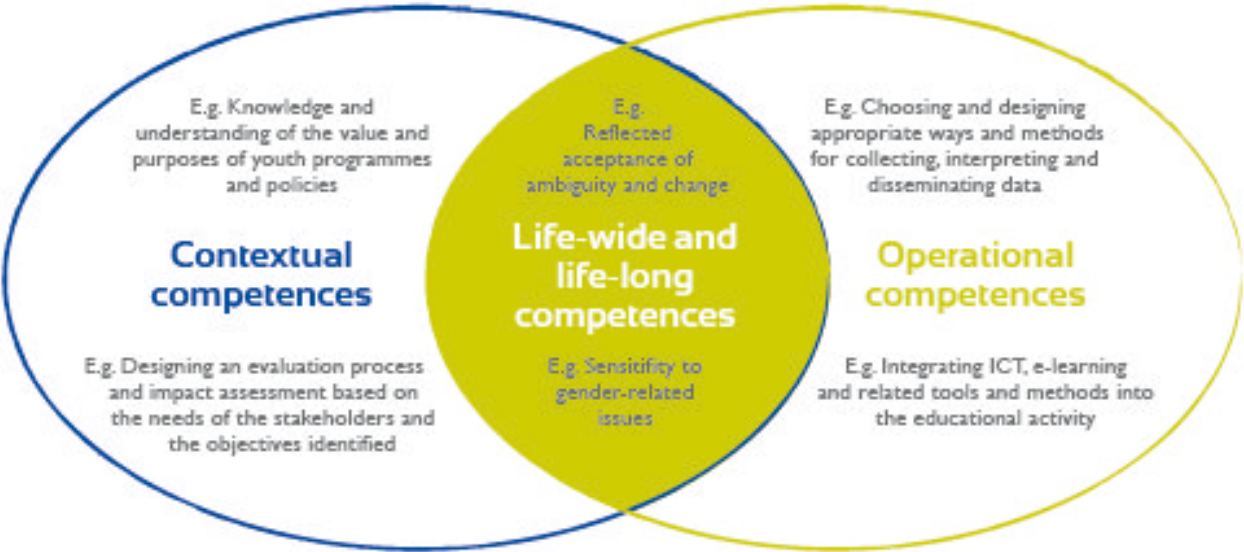 E.g. Knowledge and
understanding of the value and
purposes of youth programmes
and policies
Contextual
competences
E.g. Designing an evaluation process
and impact assessment based on
the needs of the stakeholders and
the objectives identified
E.g.
Reflected
acceptance of
ambiguity and change
Life-wide and
life-long
competences
E.g. Sensitifity to
gender-related
issues
E.g. Choosing and designing
appropriate ways and methods
for collecting, interpreting and
disseminating data
Operational
competences
E.g. Integrating ICT, e-learning
and related tools and methods into
the educational activity